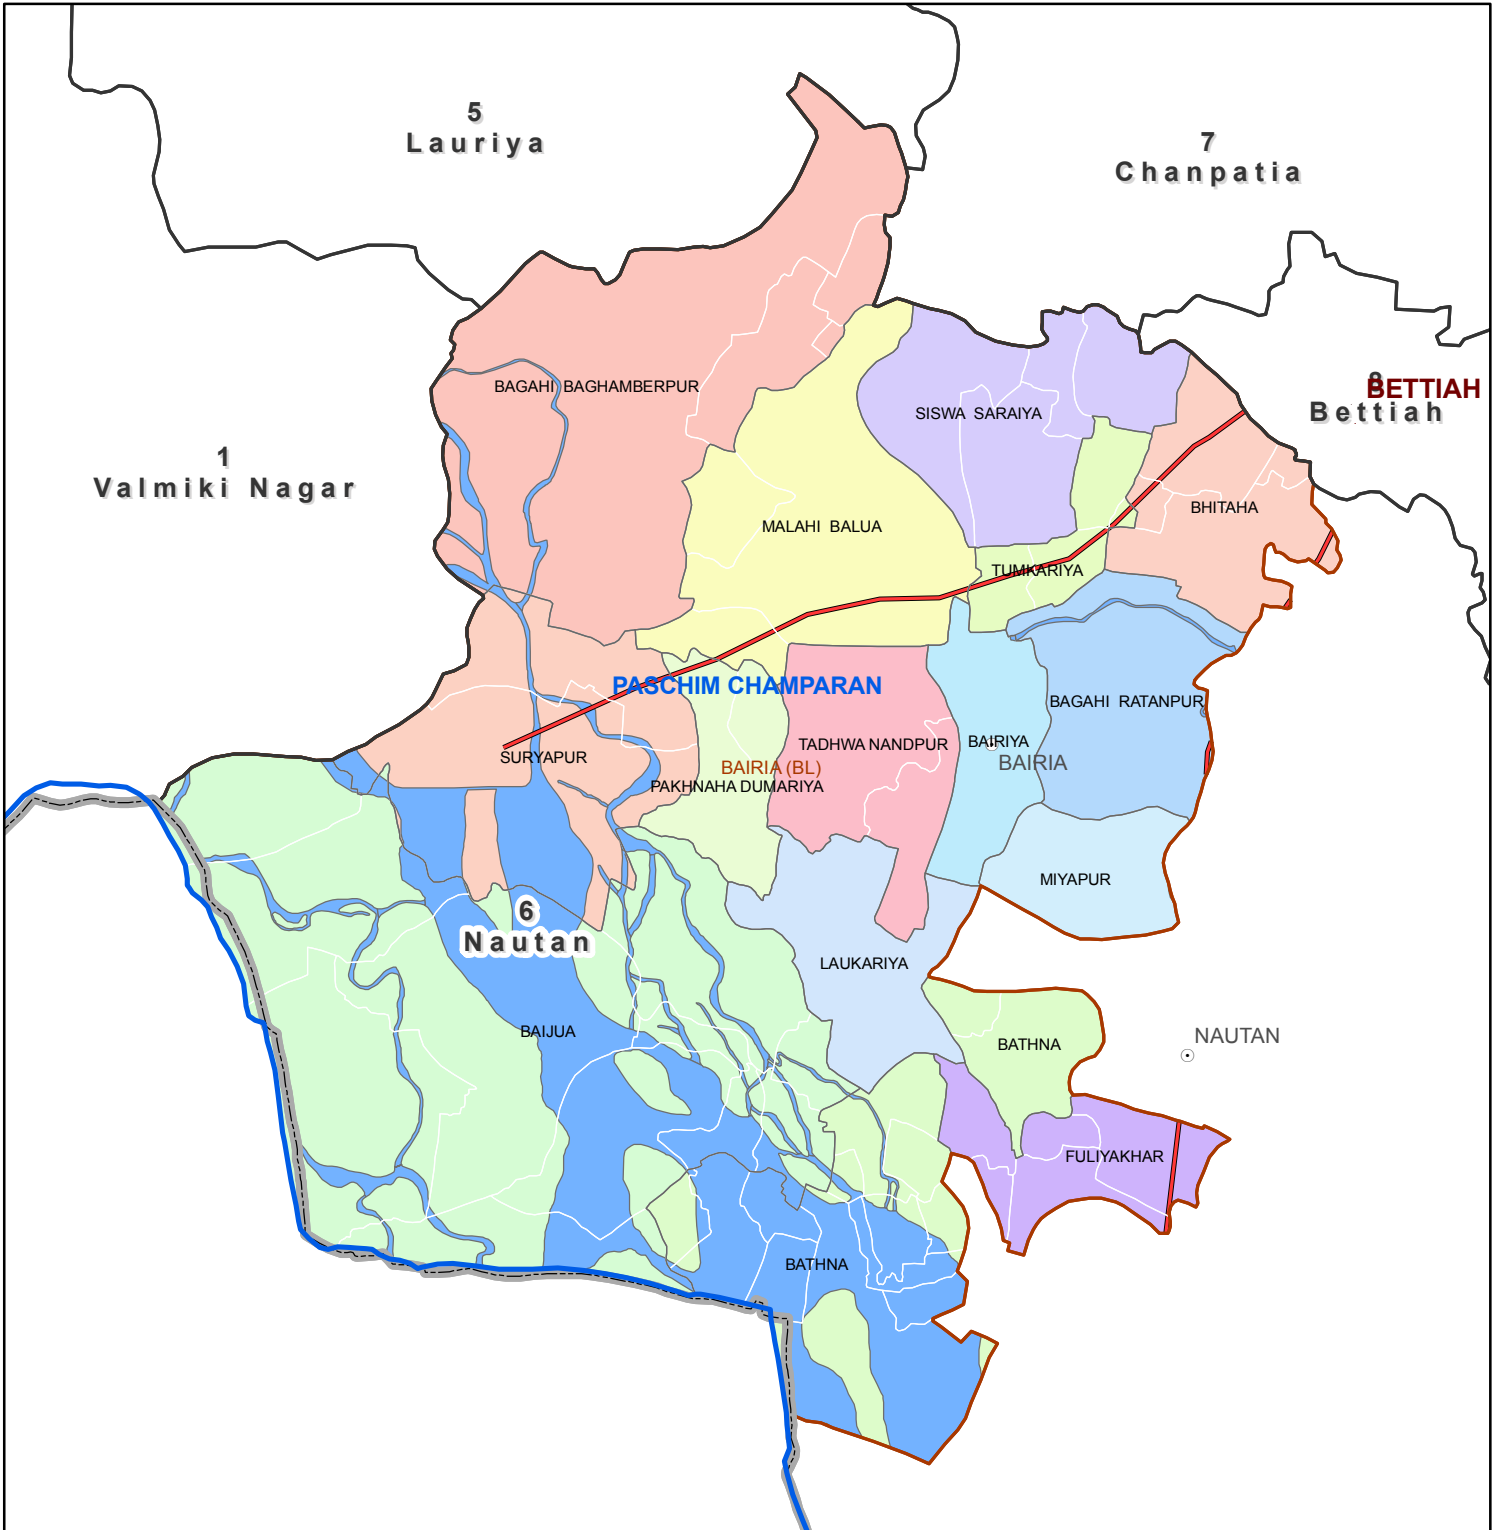 5
Lauriya
7
Chanpatia
BAGAHI BAGHAMBERPUR
8
BETTIAH
Bettiah
SISWA SARAIYA
1
Valmiki Nagar
BHITAHA
MALAHI BALUA
TUMKARIYA
PASCHIM CHAMPARAN
BAGAHI RATANPUR
TADHWA NANDPUR
BAIRIYA
SURYAPUR
BAIRIA (BL)
BAIRIA
PAKHNAHA DUMARIYA
MIYAPUR
6
Nautan
LAUKARIYA
BAIJUA
BATHNA
NAUTAN
FULIYAKHAR
BATHNA